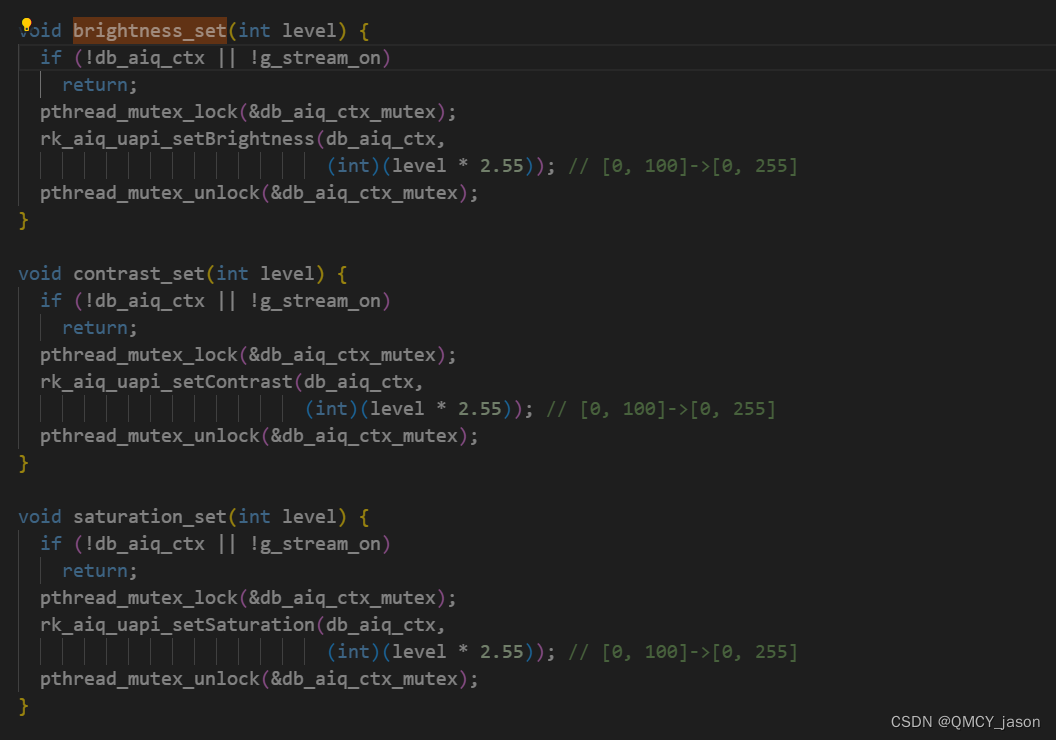 void brightness_set(int level) {
  if (!db_aiq_ctx || !g_stream_on)
    return;
  pthread_mutex_lock(&db_aiq_ctx_mutex);
  rk_aiq_uapi_setBrightness(db_aiq_ctx,
                            (int)(level * 2.55)); // [0, 100]->[0, 255]
  pthread_mutex_unlock(&db_aiq_ctx_mutex);
}

void contrast_set(int level) {
  if (!db_aiq_ctx || !g_stream_on)
    return;
  pthread_mutex_lock(&db_aiq_ctx_mutex);
  rk_aiq_uapi_setContrast(db_aiq_ctx,
                          (int)(level * 2.55)); // [0, 100]->[0, 255]
  pthread_mutex_unlock(&db_aiq_ctx_mutex);
}

void saturation_set(int level) {
  if (!db_aiq_ctx || !g_stream_on)
    return;
  pthread_mutex_lock(&db_aiq_ctx_mutex);
  rk_aiq_uapi_setSaturation(db_aiq_ctx,
                            (int)(level * 2.55)); // [0, 100]->[0, 255]
  pthread_mutex_unlock(&db_aiq_ctx_mutex);
}
CSDN @QMCY_jason